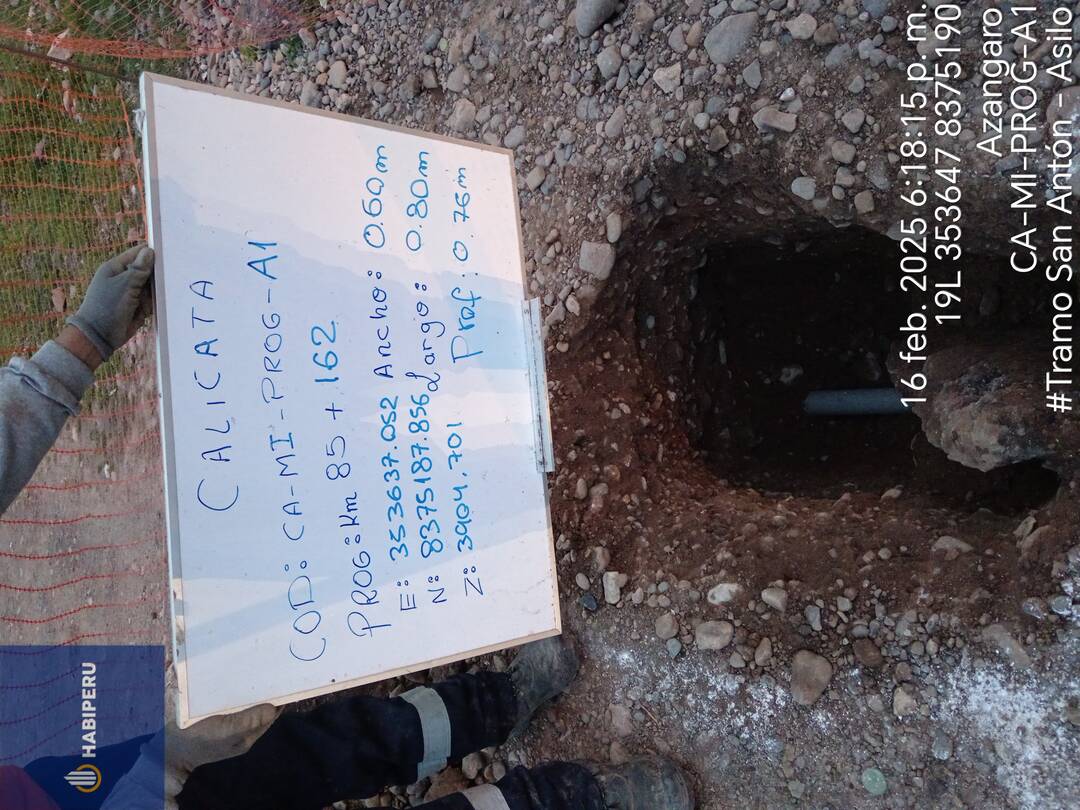 HABIPERU
CALICATA
COD: CA-MI-PROG-A1
PROG: Km 85 + 162
E: 353637.052 Ancho: 0.60m
N: 8375187.856 Largo: 0.80m
Z: 3904.701 Prof: 0.76m
16 feb. 2025 6:18:15 p. m.
19L 353647 8375190
Azangaro
CA-MI-PROG-A1
#Tramo San Antón - Asilo